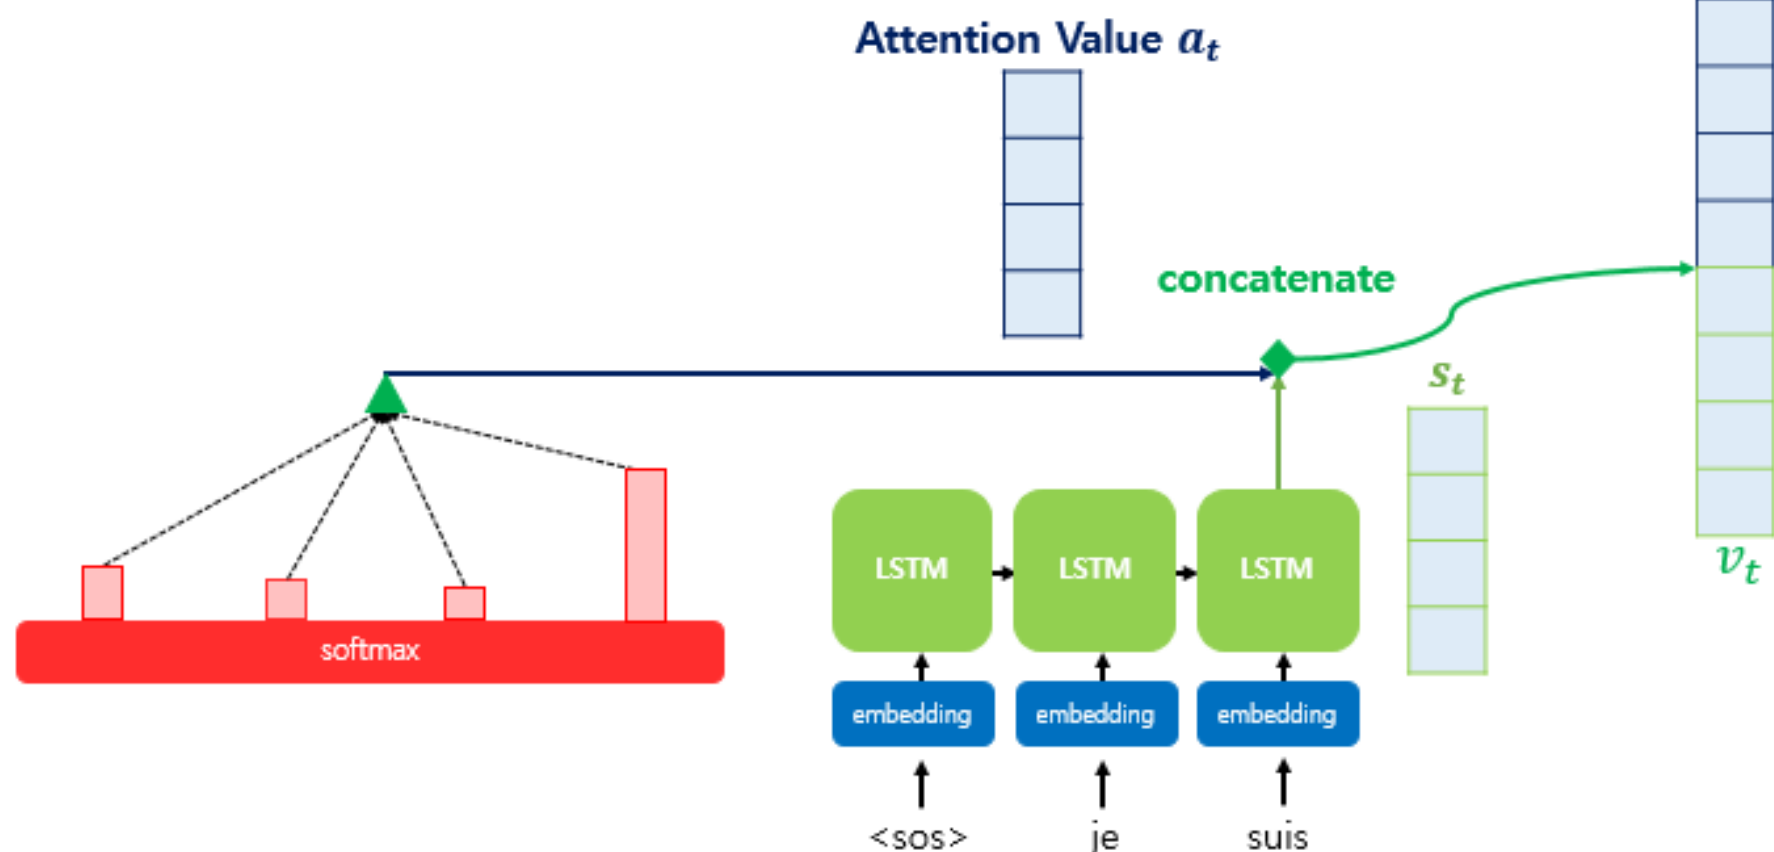 Attention Value a_t
concatenate
s_t
v_t
LSTM LSTM LSTM
softmax
embedding embedding embedding
<sos> je suis